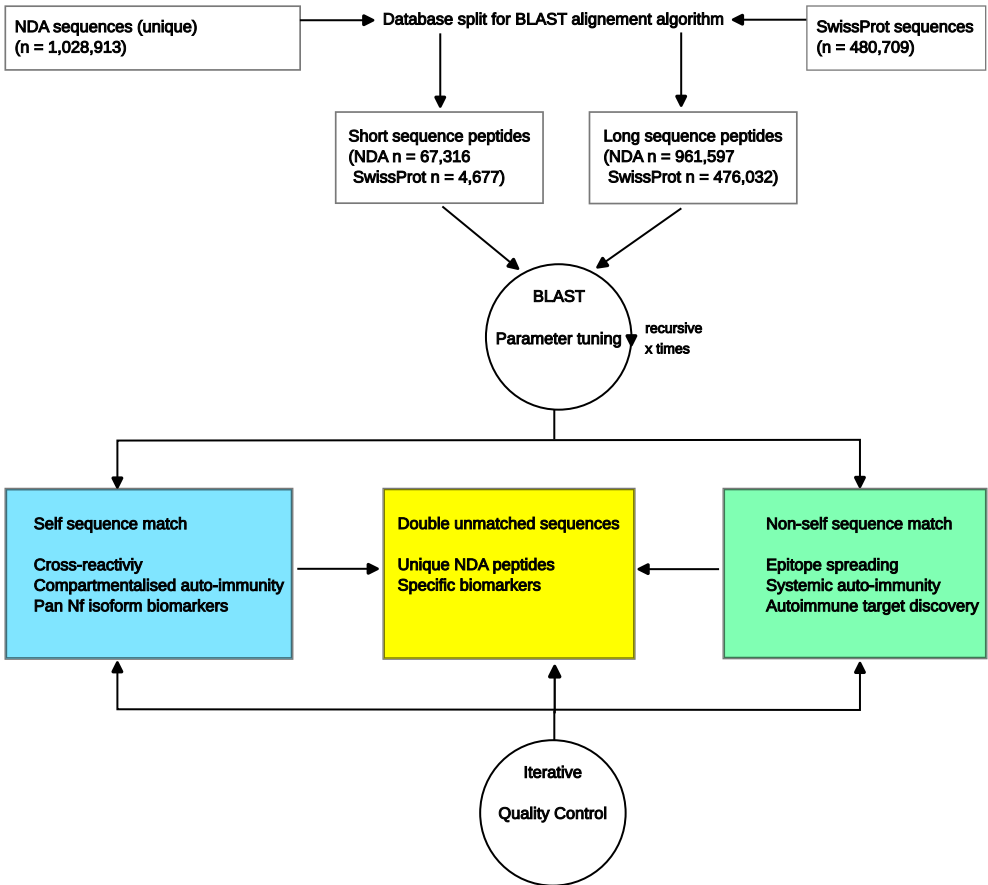 NDA sequences (unique)
(n = 1,028,913)
Database split for BLAST alignement algorithm
SwissProt sequences
(n = 480,709)
Short sequence peptides
(NDA n = 67,316
SwissProt n = 4,677)
Long sequence peptides
(NDA n = 961,597
SwissProt n = 476,032)
BLAST
Parameter tuning
recursive
x times
Self sequence match
Cross-reactiviy
Compartmentalised auto-immunity
Pan Nf isoform biomarkers
Double unmatched sequences
Unique NDA peptides
Specific biomarkers
Non-self sequence match
Epitope spreading
Systemic auto-immunity
Autoimmune target discovery
Iterative
Quality Control